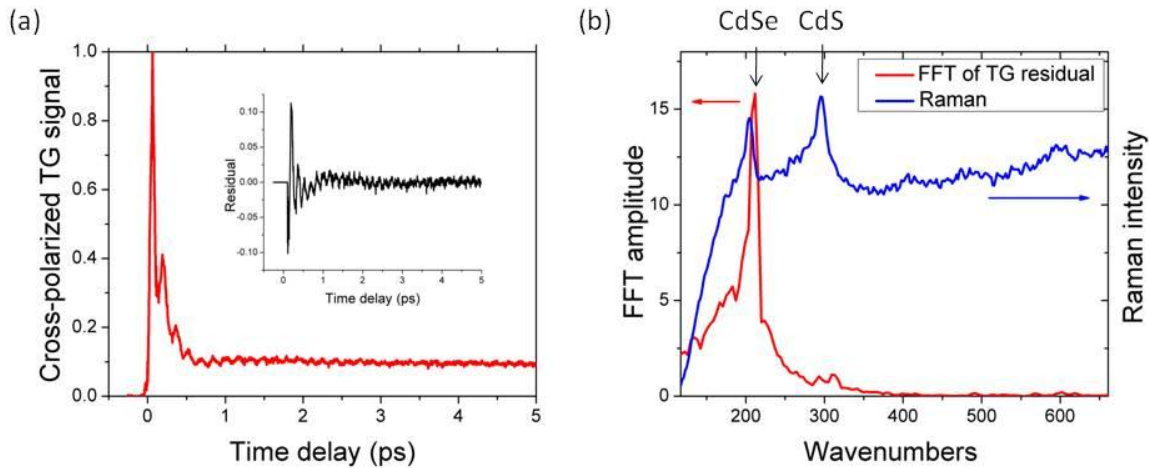 (a)
Cross-polarized TG signal
1.0
0.8
0.6
0.4
0.2
0.0
0
1
2
3
4
5
Time delay (ps)
Residual
0.10
0.05
0.00
-0.05
-0.10
0
1
2
3
4
5
Time delay (ps)
(b)
CdSe
CdS
FFT of TG residual
Raman
FFT amplitude
15
10
5
0
200
300
400
500
600
Wavenumbers
Raman intensity